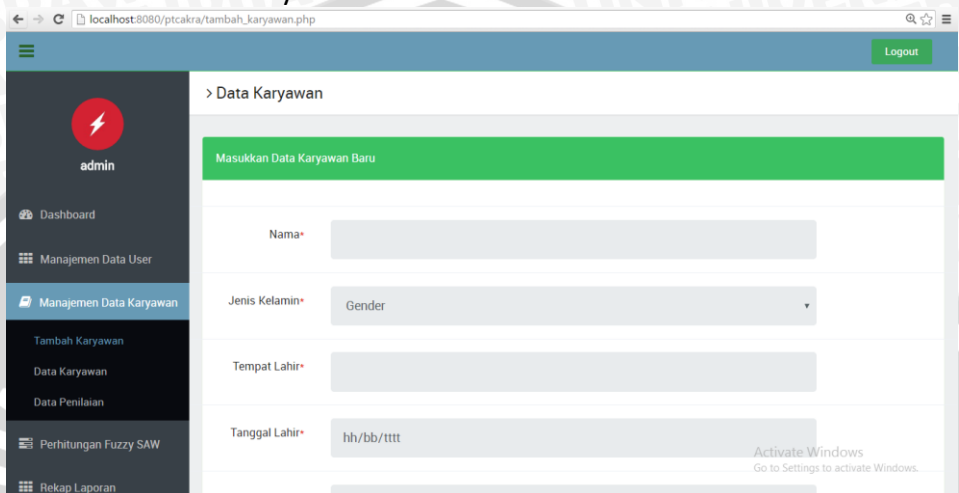 localhost:8080/ptcakra/tambah_karyawan.php
Logout
admin
Dashboard
Manajemen Data User
Manajemen Data Karyawan
Tambah Karyawan
Data Karyawan
Data Penilaian
Perhitungan Fuzzy SAW
Rekap Laporan
> Data Karyawan
Masukkan Data Karyawan Baru
Nama*
Jenis Kelamin*
Gender
Tempat Lahir*
Tanggal Lahir*
hh/bb/tttt
Activate Windows
Go to Settings to activate Windows.